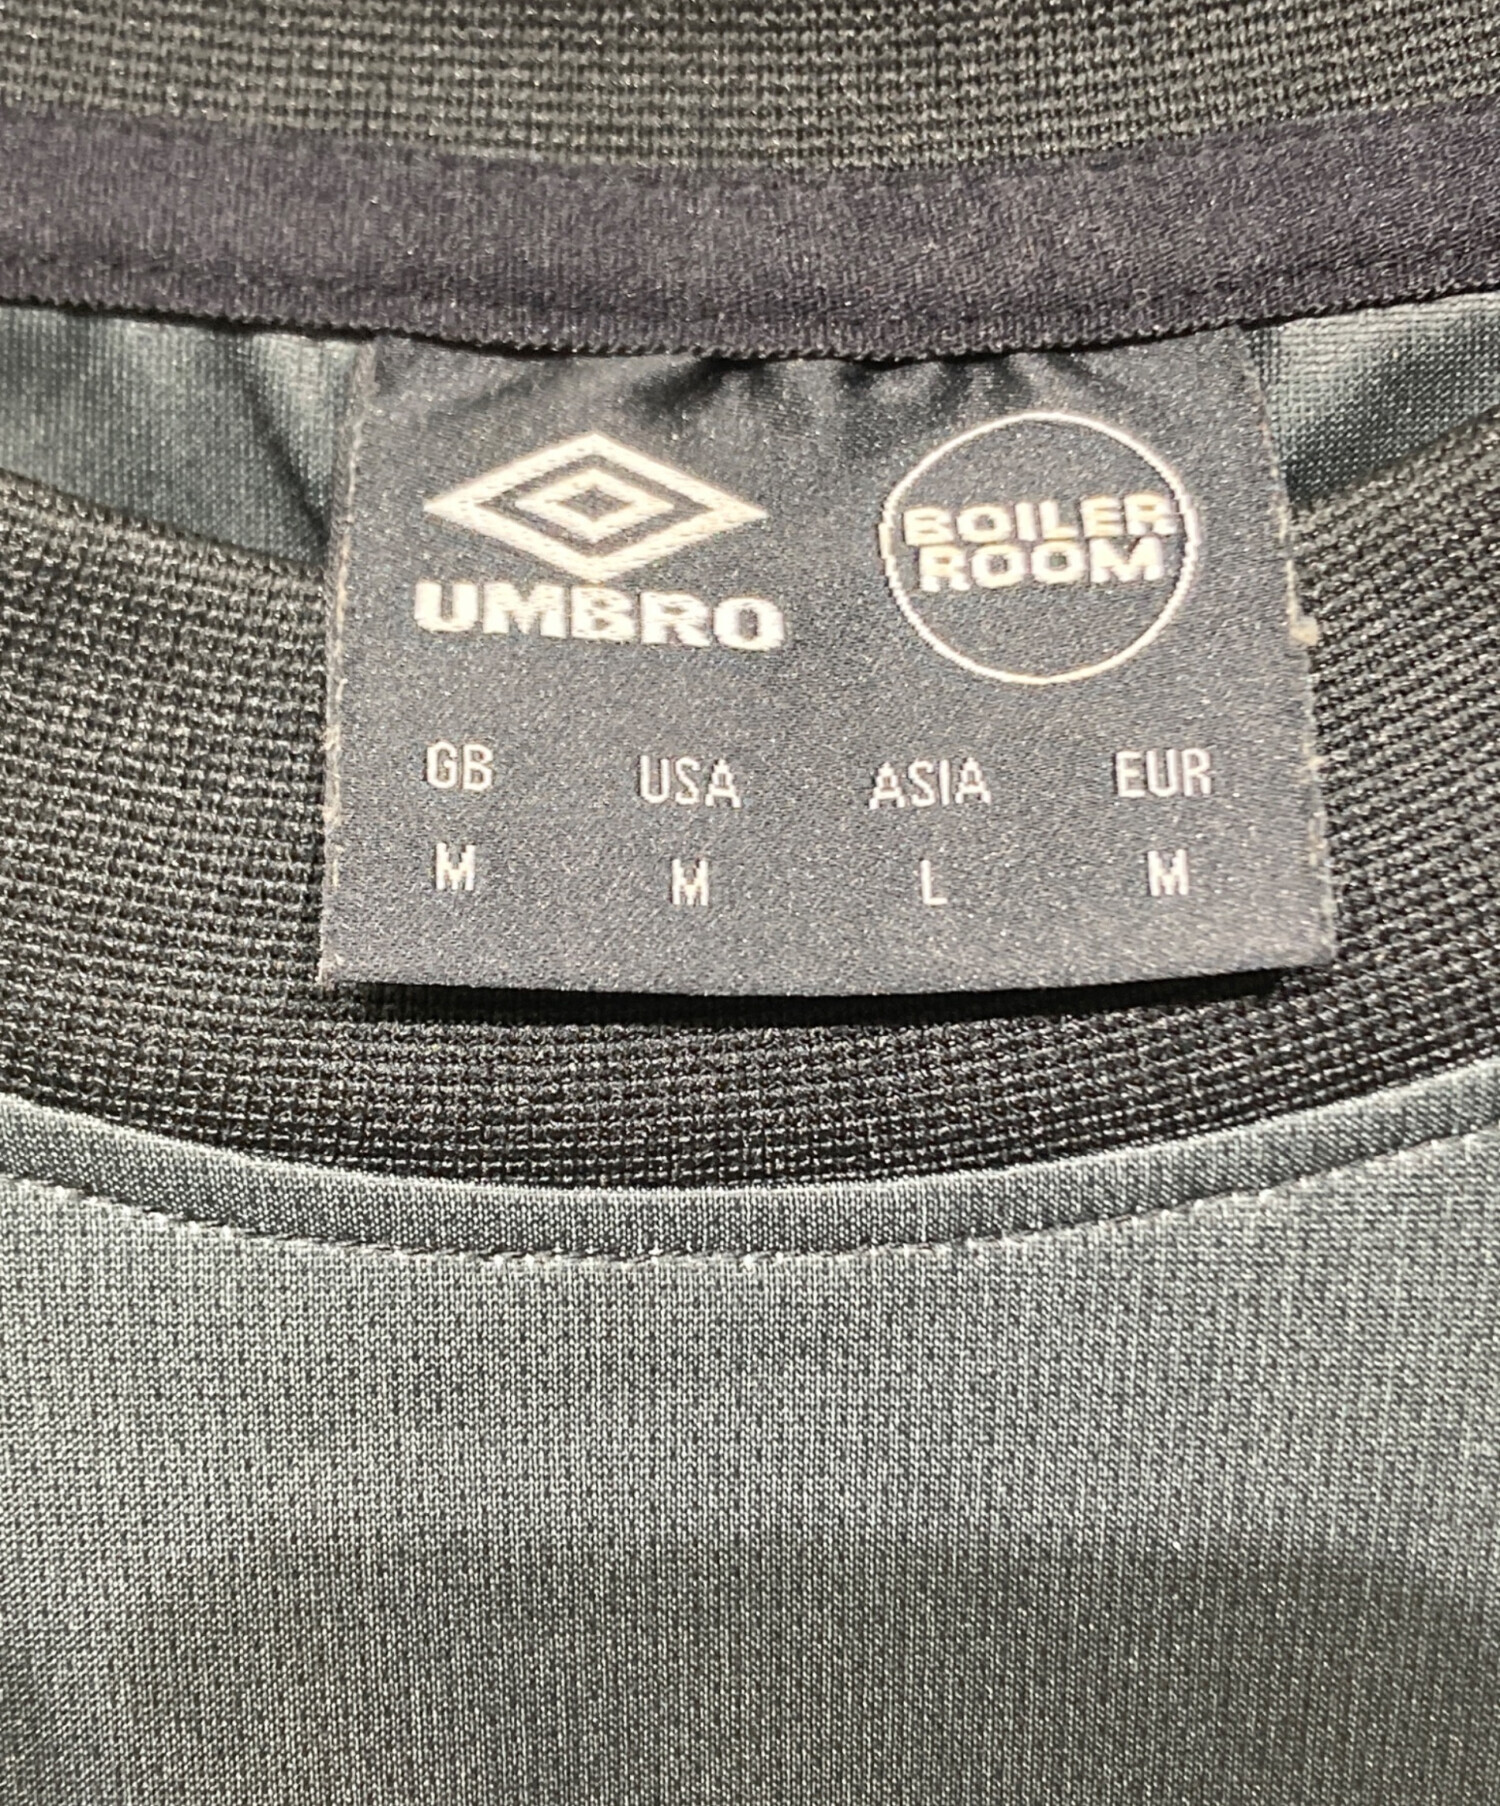 UMBRO
BOILER
ROOM
GB USA ASIA EUR
M M L M